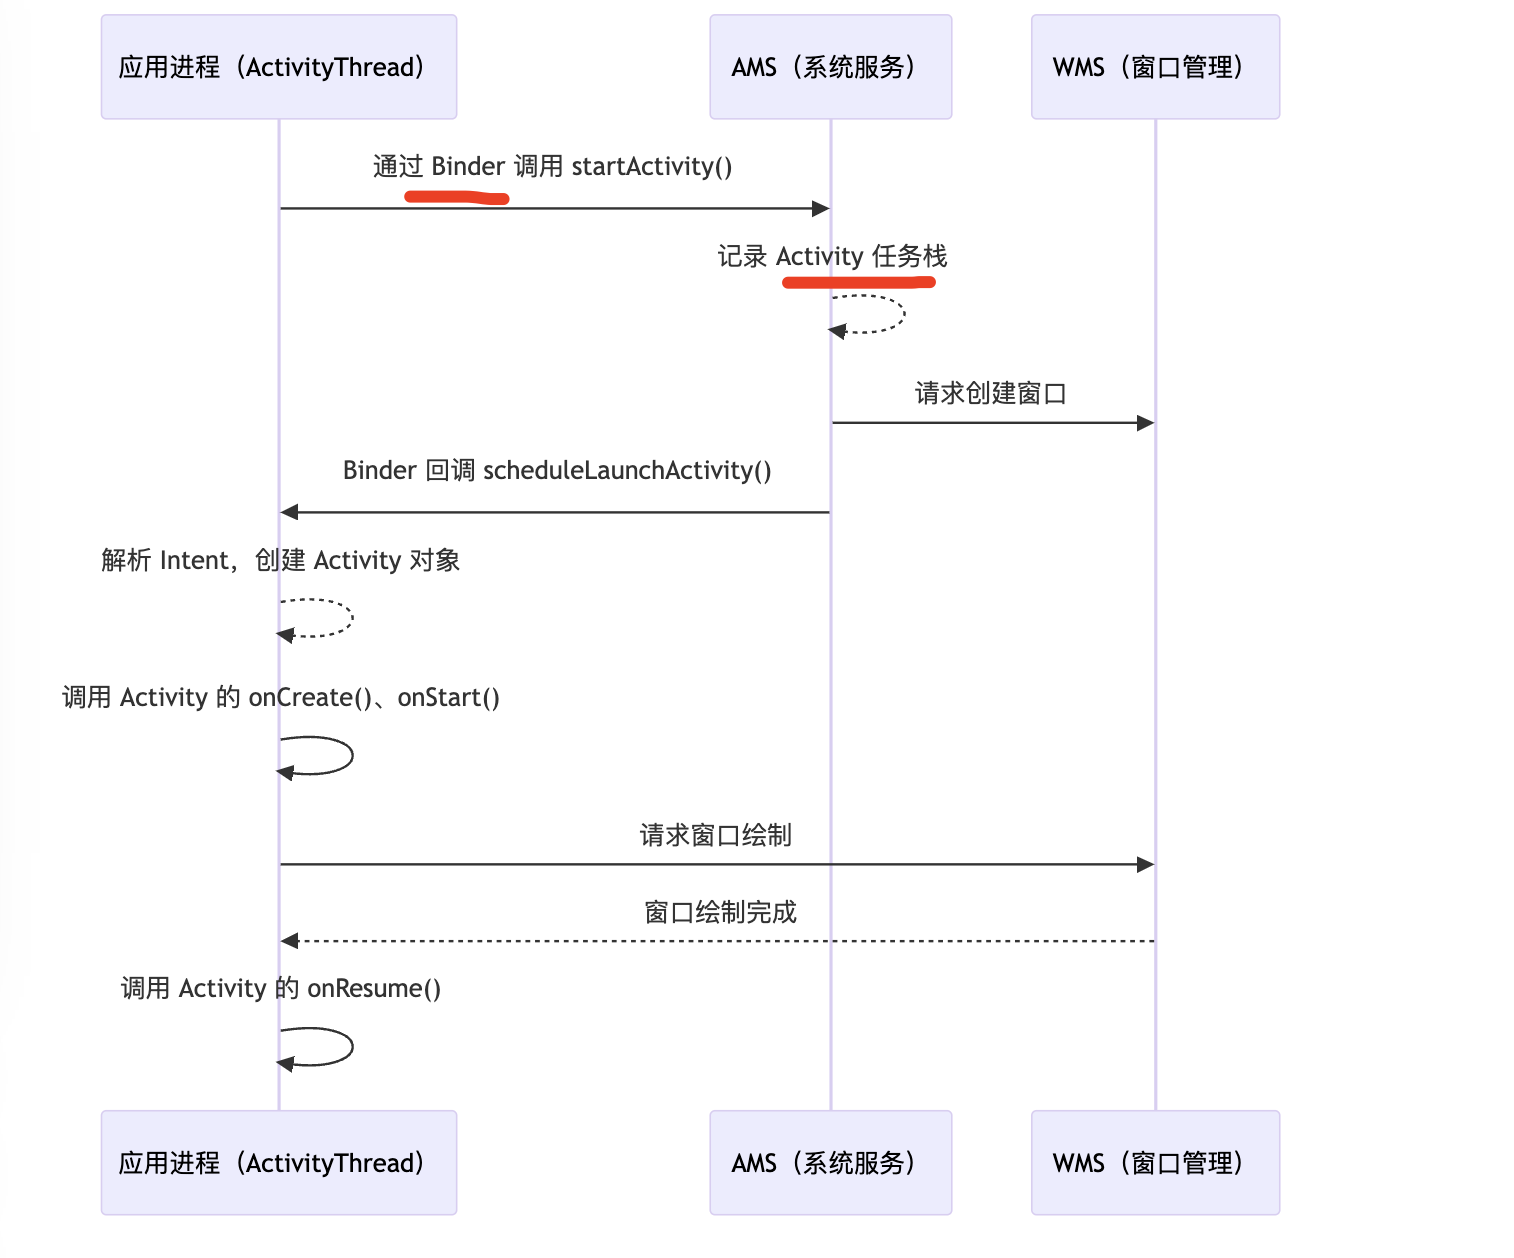 应用进程（ActivityThread）
AMS（系统服务）
WMS（窗口管理）
通过 Binder 调用 startActivity()
记录 Activity 任务栈
请求创建窗口
Binder 回调 scheduleLaunchActivity()
解析 Intent，创建 Activity 对象
调用 Activity 的 onCreate()、onStart()
请求窗口绘制
窗口绘制完成
调用 Activity 的 onResume()
应用进程（ActivityThread）
AMS（系统服务）
WMS（窗口管理）